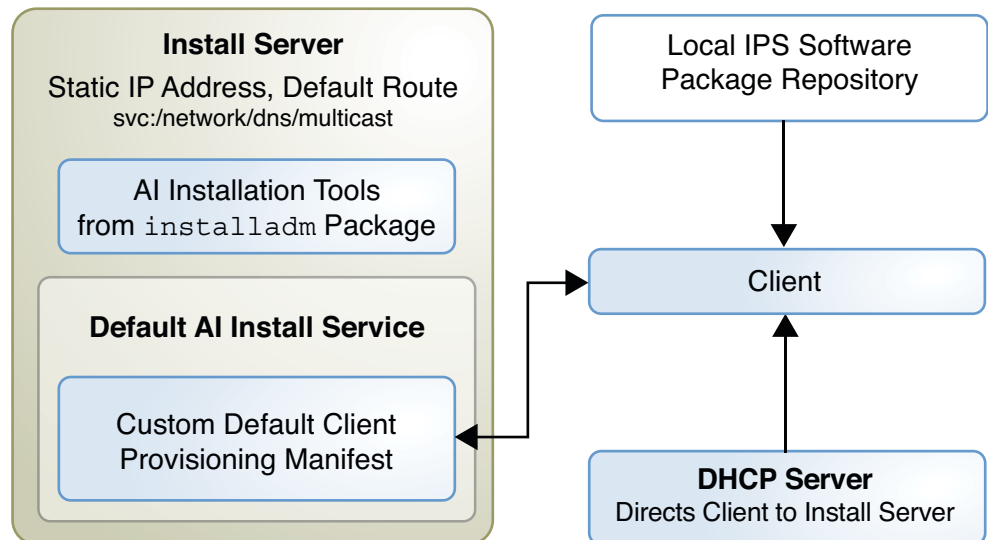 Install Server
Static IP Address, Default Route
svc:/network/dns/multicast
AI Installation Tools
from installadm Package
Default AI Install Service
Custom Default Client
Provisioning Manifest
Local IPS Software
Package Repository
Client
DHCP Server
Directs Client to Install Server